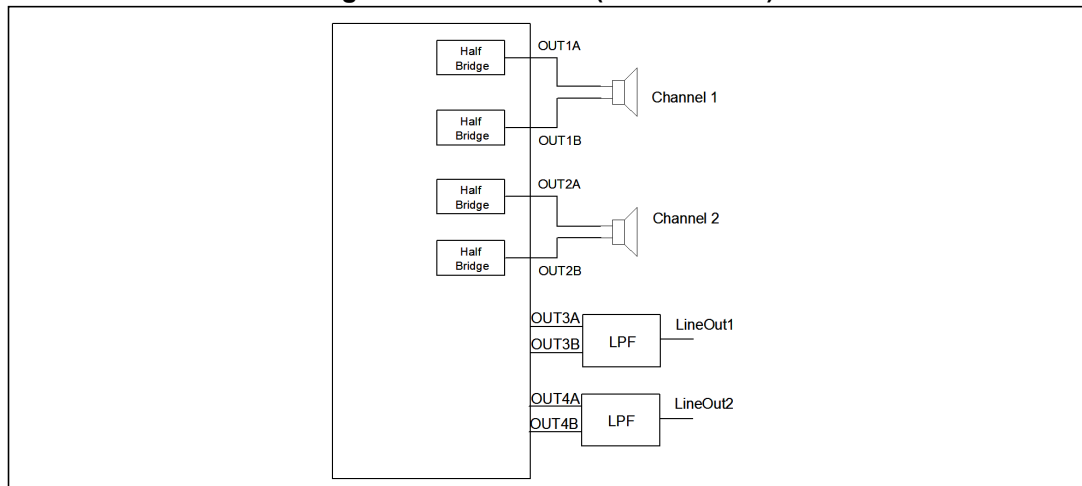 Half
Bridge
OUT1A
Channel 1
Half
Bridge
OUT1B
Half
Bridge
OUT2A
Channel 2
Half
Bridge
OUT2B
OUT3A
OUT3B
LPF
LineOut1
OUT4A
OUT4B
LPF
LineOut2